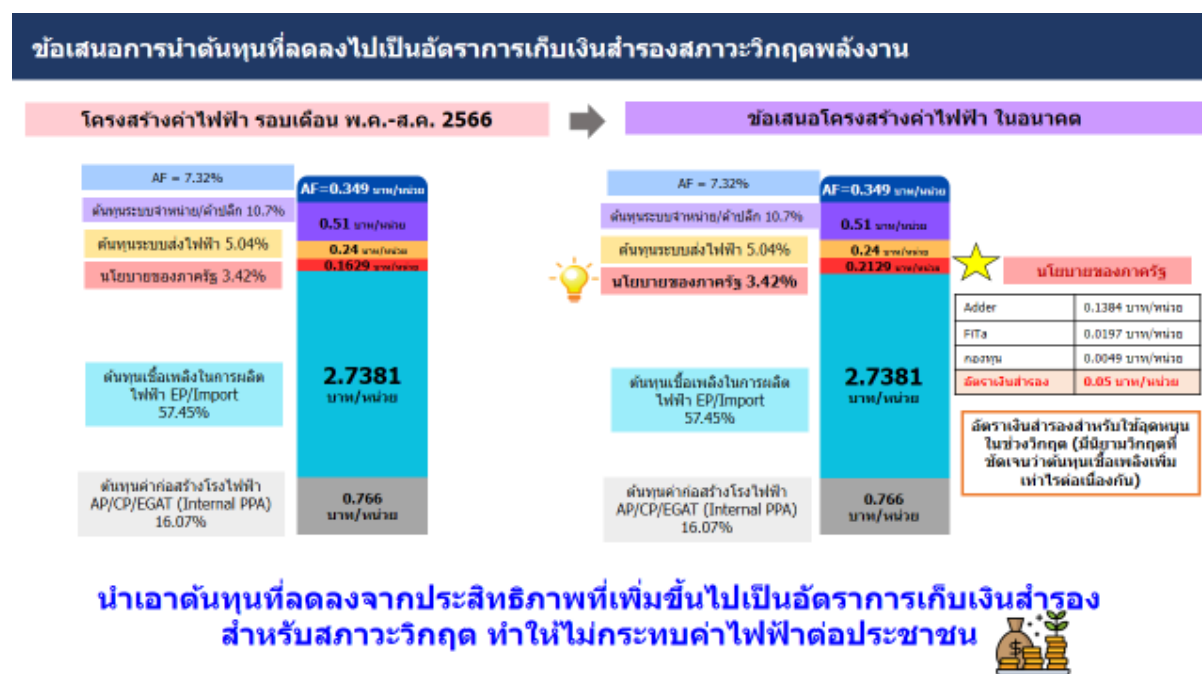 ข้อเสนอการนำต้นทุนที่ลดลงไปเป็นอัตราการเก็บเงินสำรองสภาวะวิกฤตพลังงาน
โครงสร้างค่าไฟฟ้า รอบเดือน พ.ค.-ส.ค. 2566
AF = 7.32%
AF=0.349 บาท/หน่วย
ต้นทุนระบบจำหน่าย/ค้าปลีก 10.7%
0.51 บาท/หน่วย
ต้นทุนระบบส่งไฟฟ้า 5.04%
0.24 บาท/หน่วย
นโยบายของภาครัฐ 3.42%
0.1629 บาท/หน่วย
ต้นทุนเชื้อเพลิงในการผลิต
ไฟฟ้า EP/Import
57.45%
2.7381
บาท/หน่วย
ต้นทุนค่าก่อสร้างโรงไฟฟ้า
AP/CP/EGAT (Internal PPA)
16.07%
0.766
บาท/หน่วย
ข้อเสนอโครงสร้างค่าไฟฟ้า ในอนาคต
AF = 7.32%
AF=0.349 บาท/หน่วย
ต้นทุนระบบจำหน่าย/ค้าปลีก 10.7%
0.51 บาท/หน่วย
ต้นทุนระบบส่งไฟฟ้า 5.04%
0.24 บาท/หน่วย
นโยบายของภาครัฐ 3.42%
0.2129 บาท/หน่วย
ต้นทุนเชื้อเพลิงในการผลิต
ไฟฟ้า EP/Import
57.45%
2.7381
บาท/หน่วย
ต้นทุนค่าก่อสร้างโรงไฟฟ้า
AP/CP/EGAT (Internal PPA)
16.07%
0.766
บาท/หน่วย
นโยบายของภาครัฐ
Adder 0.1384 บาท/หน่วย
FiTa 0.0197 บาท/หน่วย
กองทุน 0.0049 บาท/หน่วย
อัตราเงินสำรอง 0.05 บาท/หน่วย
อัตราเงินสำรองสำหรับใช้อุดหนุน
ในช่วงวิกฤต (มีนิยามวิกฤตที่
ชัดเจนว่าต้นทุนเชื้อเพลิงเพิ่ม
เท่าไรต่อเนื่องกัน)
นำเอาต้นทุนที่ลดลงจากประสิทธิภาพที่เพิ่มขึ้นไปเป็นอัตราการเก็บเงินสำรอง
สำหรับสภาวะวิกฤต ทำให้ไม่กระทบค่าไฟฟ้าต่อประชาชน